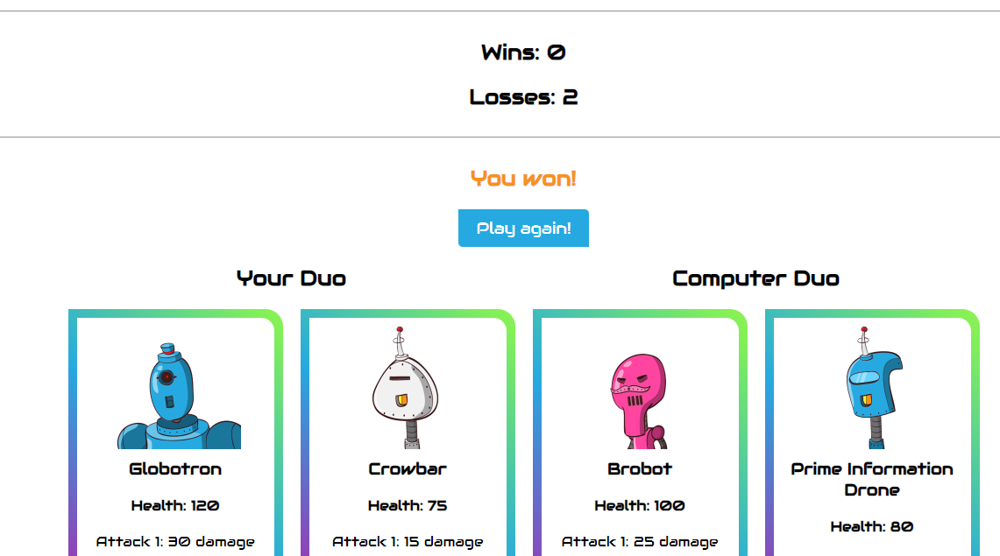 Wins: 0
Losses: 2
You won!
Play again!
Your Duo
Computer Duo
Globotron
Health: 120
Attack 1: 30 damage
Crowbar
Health: 75
Attack 1: 15 damage
Brobot
Health: 100
Attack 1: 25 damage
Prime Information
Drone
Health: 80